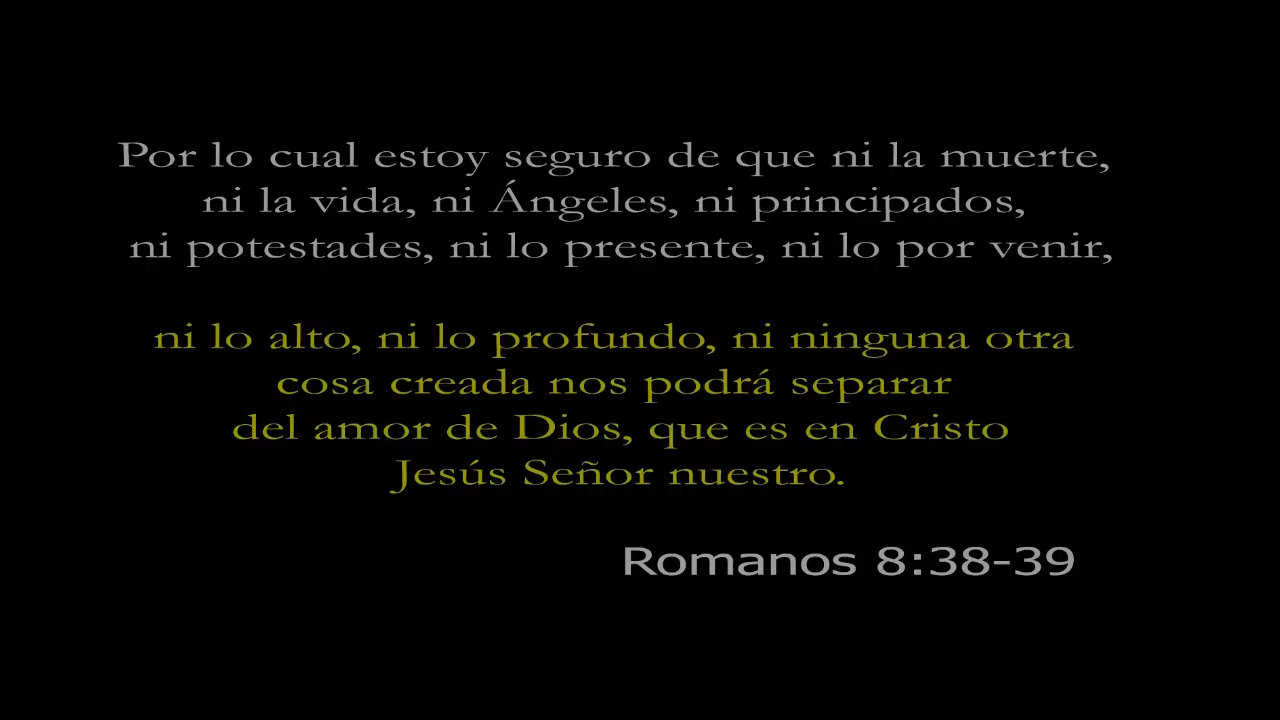 Por lo cual estoy seguro de que ni la muerte,
ni la vida, ni Ángeles, ni principados,
ni potestades, ni lo presente, ni lo por venir,
ni lo alto, ni lo profundo, ni ninguna otra
cosa creada nos podrá separar
del amor de Dios, que es en Cristo
Jesús Señor nuestro.
Romanos 8:38-39